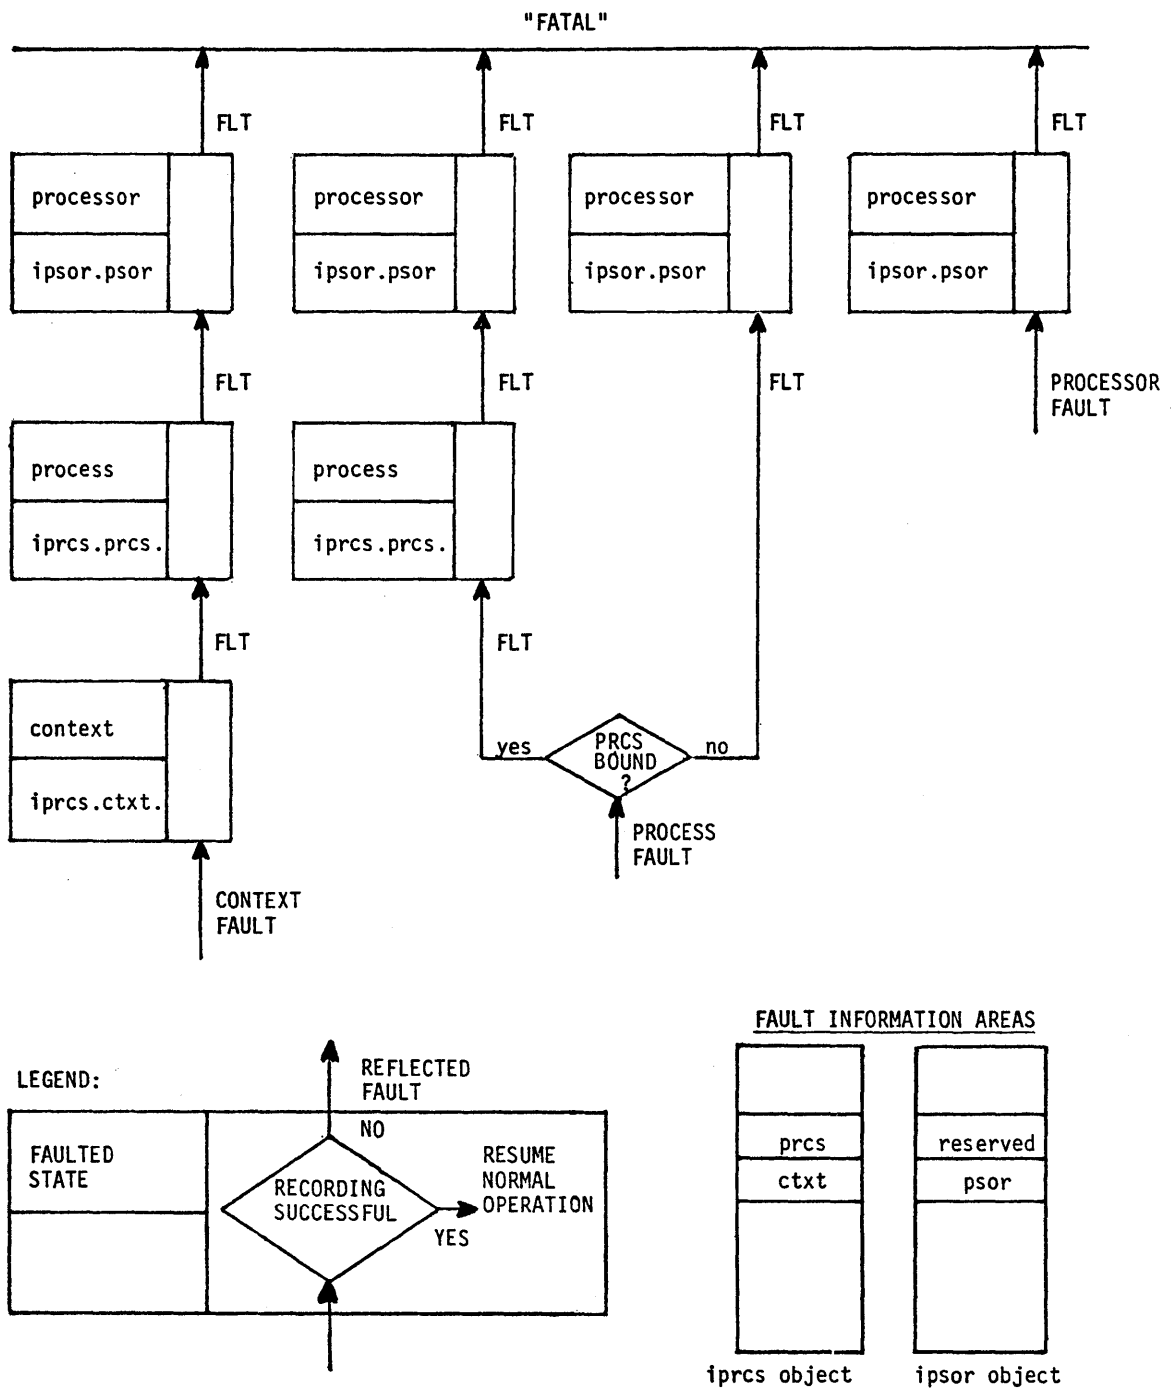 "FATAL"
FLT
FLT
FLT
FLT
processor
processor
processor
processor
ipsor.psor
ipsor.psor
ipsor.psor
ipsor.psor
FLT
FLT
FLT
PROCESSOR
FAULT
process
process
iprcs.prcs.
iprcs.prcs.
FLT
FLT
context
yes
PRCS
BOUND
?
no
iprcs.ctxt.
PROCESS
FAULT
CONTEXT
FAULT
LEGEND:
REFLECTED
FAULT
NO
FAULTED
STATE
RECORDING
SUCCESSFUL
RESUME
NORMAL
OPERATION
YES
FAULT INFORMATION AREAS
prcs
reserved
ctxt
psor
iprcs object
ipsor object